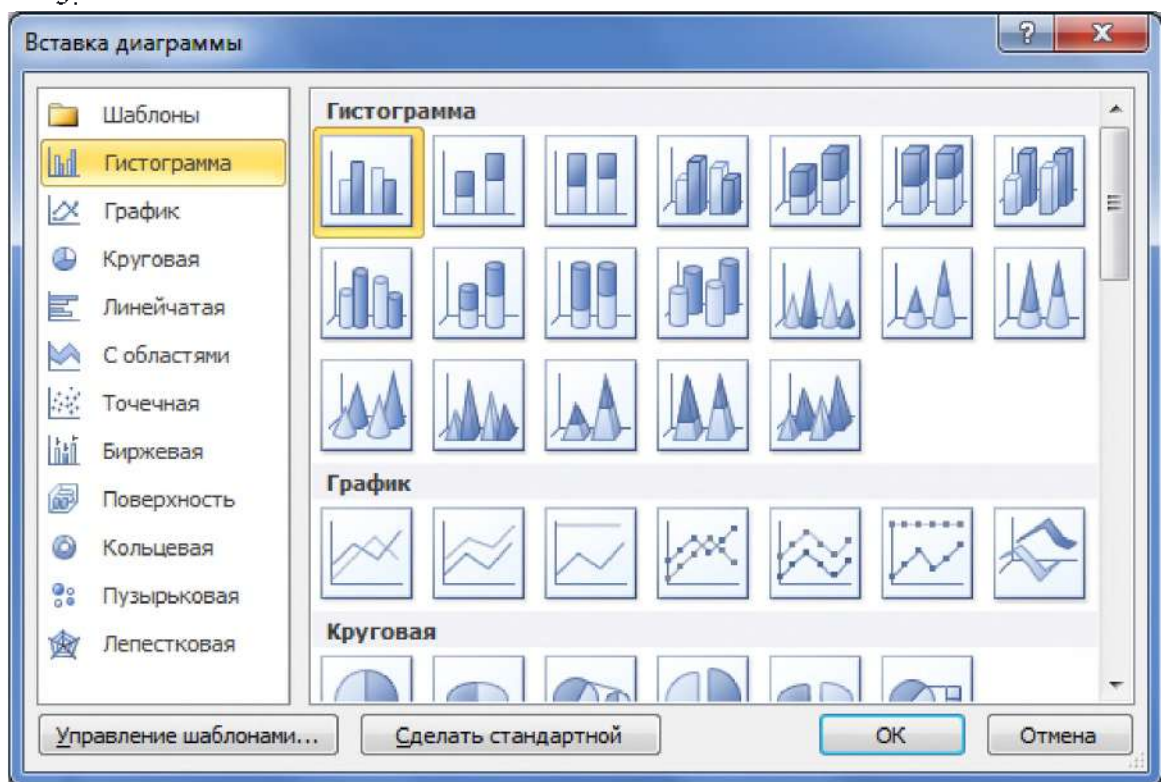 Вставка диаграммы
Шаблоны
Гистограмма
График
Круговая
Линейчатая
С областями
Точечная
Биржевая
Поверхность
Кольцевая
Пузырьковая
Лепестковая
Гистограмма
График
Круговая
Управление шаблонами...
Сделать стандартной
ОК
Отмена